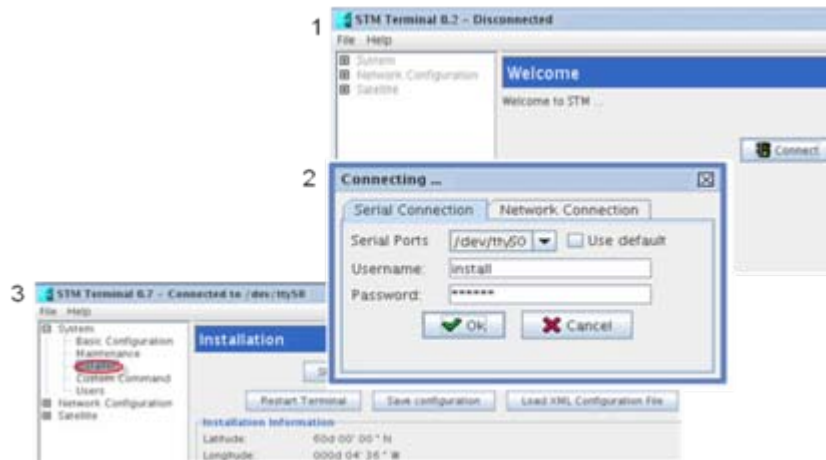 1
STM Terminal 0.2 - Disconnected
File Help
System
Network Configuration
Satellite
Welcome
Welcome to STM ...
Connect
2
Connecting ...
Serial Connection
Network Connection
Serial Ports
/dev/ttyS0
Use default
Username:
install
Password:
******
Ok
Cancel
3
STM Terminal 0.7 - Connected to /dev/ttyS0
File Help
System
Basic Configuration
Maintenance
Custom Command
Users
Network Configuration
Satellite
Installation
Restart Terminal
Save configuration
Load XML Configuration File
Installation Information
Latitude:
60d 00' 00" N
Longitude:
000d 04' 36" W